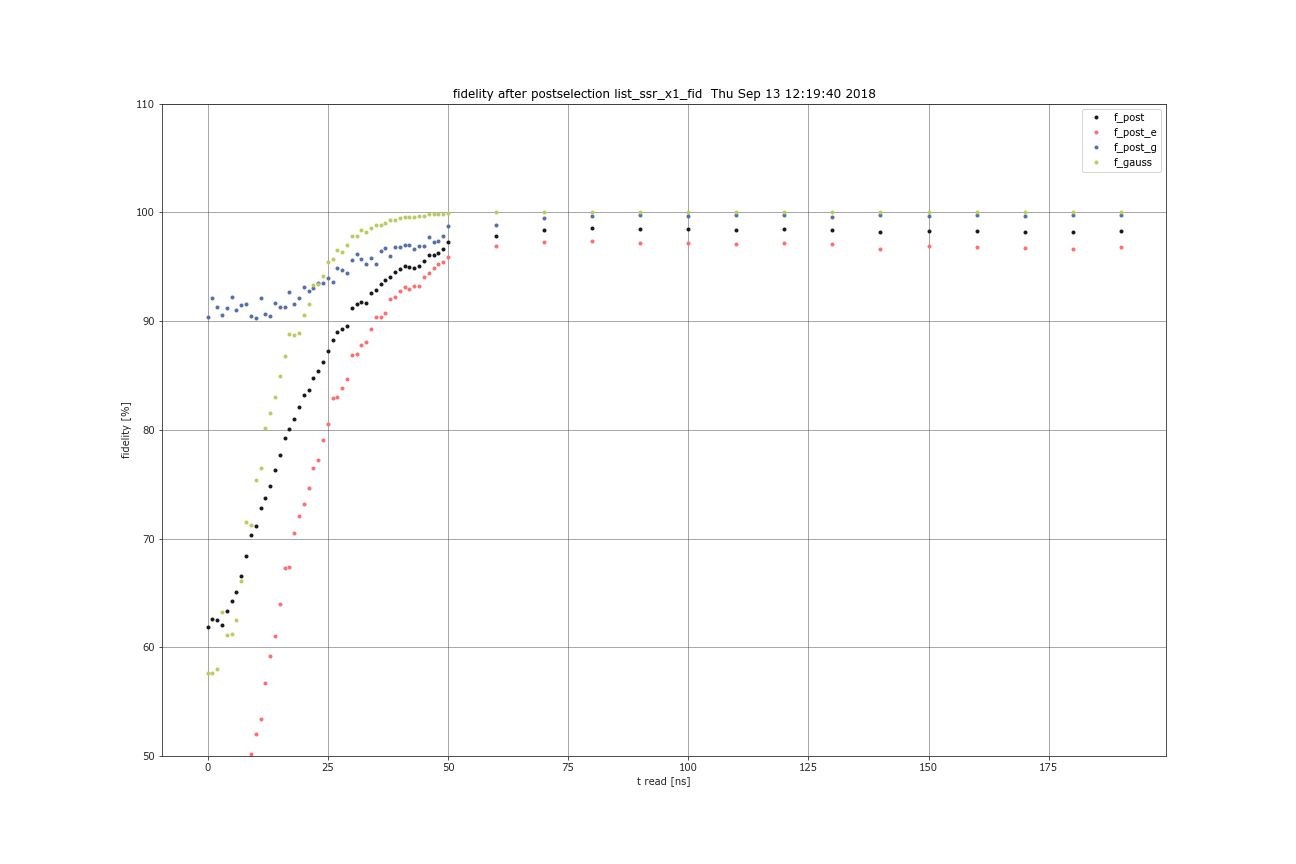 fidelity after postselection list_ssr_x1_fid  Thu Sep 13 12:19:40 2018
110
100
90
80
70
60
50
fidelity [%]
f_post
f_post_e
f_post_g
f_gauss
0 25 50 75 100 125 150 175
t read [ns]